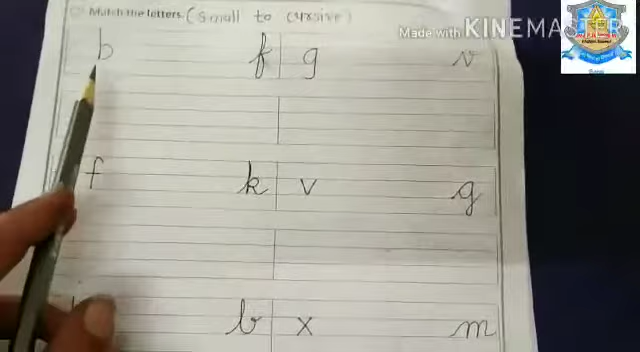 Match the letters. (Small to cursive)
Made with KINEMASTER
b f g v
f k v g
b x m